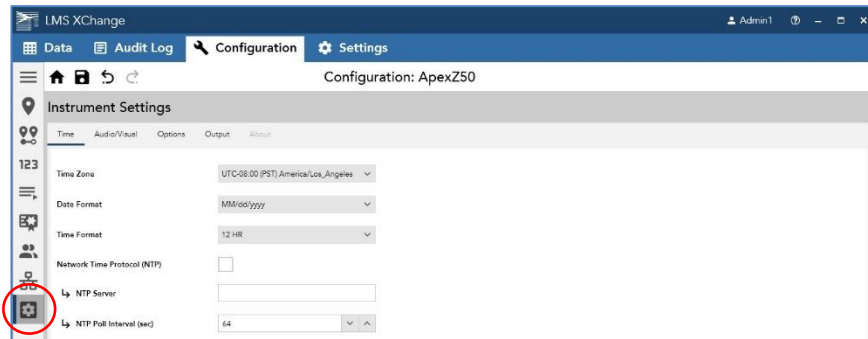 LMS XChange
Admin1
Data Audit Log Configuration Settings
Configuration: ApexZ50
Instrument Settings
Time Audio/Visual Options Output About
123
Time Zone UTC-08:00 (PST) America/Los_Angeles
Date Format MM/dd/yyyy
Time Format 12 HR
Network Time Protocol (NTP)
NTP Server
NTP Poll Interval (sec) 64